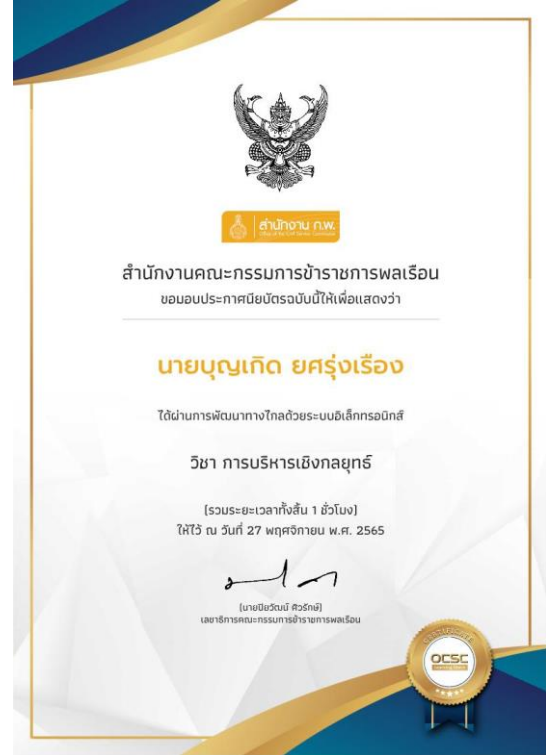 สำนักงาน ก.พ.
Office of the Civil Service Commission
สำนักงานคณะกรรมการข้าราชการพลเรือน
ขอมอบประกาศนียบัตรฉบับนี้ให้เพื่อแสดงว่า
นายบุญเกิด ยศรุ่งเรือง
ได้ผ่านการพัฒนาทางไกลด้วยระบบอิเล็กทรอนิกส์
วิชา การบริหารเชิงกลยุทธ์
(รวมระยะเวลาทั้งสิ้น 1 ชั่วโมง)
ให้ไว้ ณ วันที่ 27 พฤศจิกายน พ.ศ. 2565
(นายปิยวัฒน์ ศิวรักษ์)
เลขาธิการคณะกรรมการข้าราชการพลเรือน
CERTIFICATE
OCSC